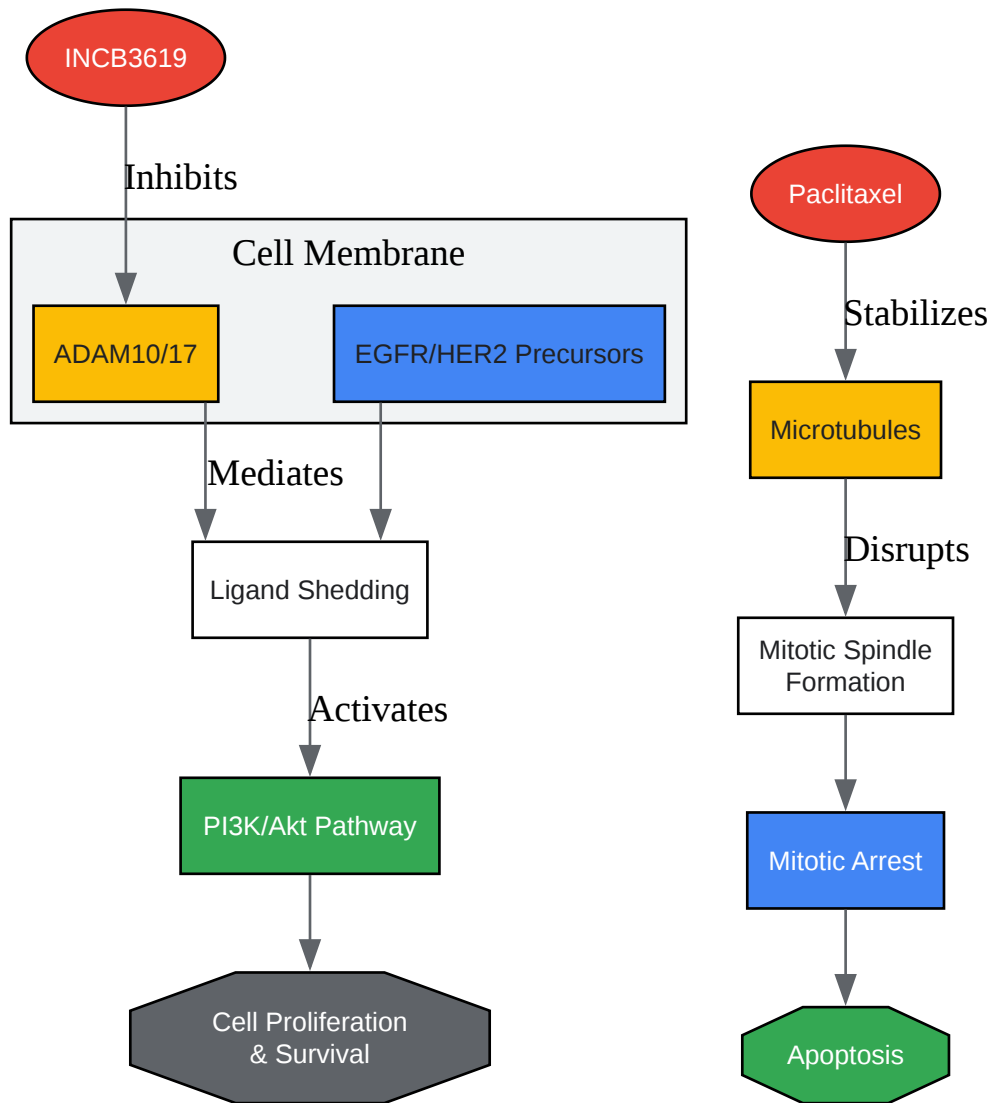 INCB3619
Inhibits
Cell Membrane
ADAM10/17
EGFR/HER2 Precursors
Mediates
Ligand Shedding
Activates
PI3K/Akt Pathway
Cell Proliferation
& Survival
Paclitaxel
Stabilizes
Microtubules
Disrupts
Mitotic Spindle
Formation
Mitotic Arrest
Apoptosis